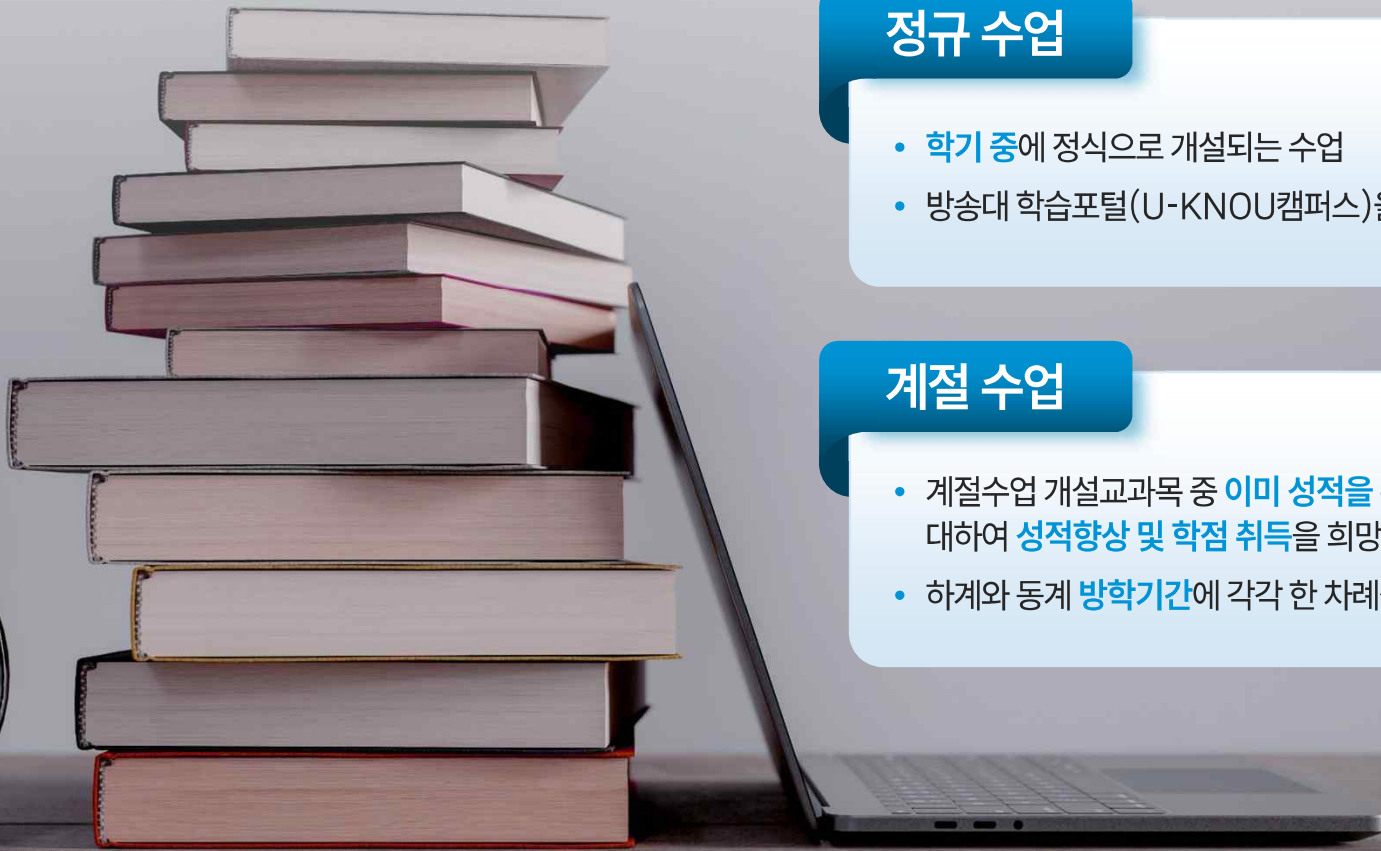 정규 수업
• 학기 중에 정식으로 개설되는 수업
• 방송대 학습포털(U-KNOU캠퍼스)을
계절 수업
• 계절수업 개설교과목 중 이미 성적을
대하여 성적향상 및 학점 취득을 희망
• 하계와 동계 방학기간에 각각 한 차례